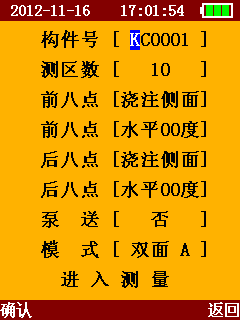 2012-11-16 17:01:54
构件号 [ KC0001 ]
测区数 [ 10 ]
前八点 [浇注侧面]
前八点 [水平00度]
后八点 [浇注侧面]
后八点 [水平00度]
泵 送 [ 否 ]
模 式 [ 双面 A ]
进 入 测 量
确认 返回